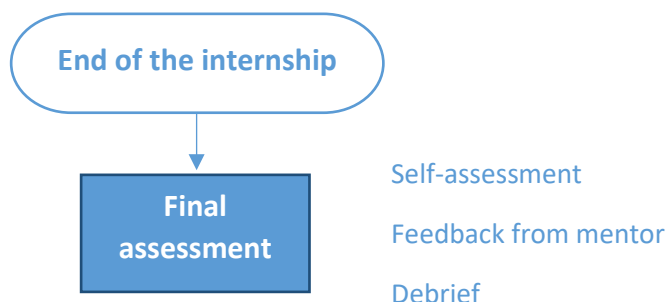 End of the internship
Final
assessment
Self-assessment
Feedback from mentor
Debrief